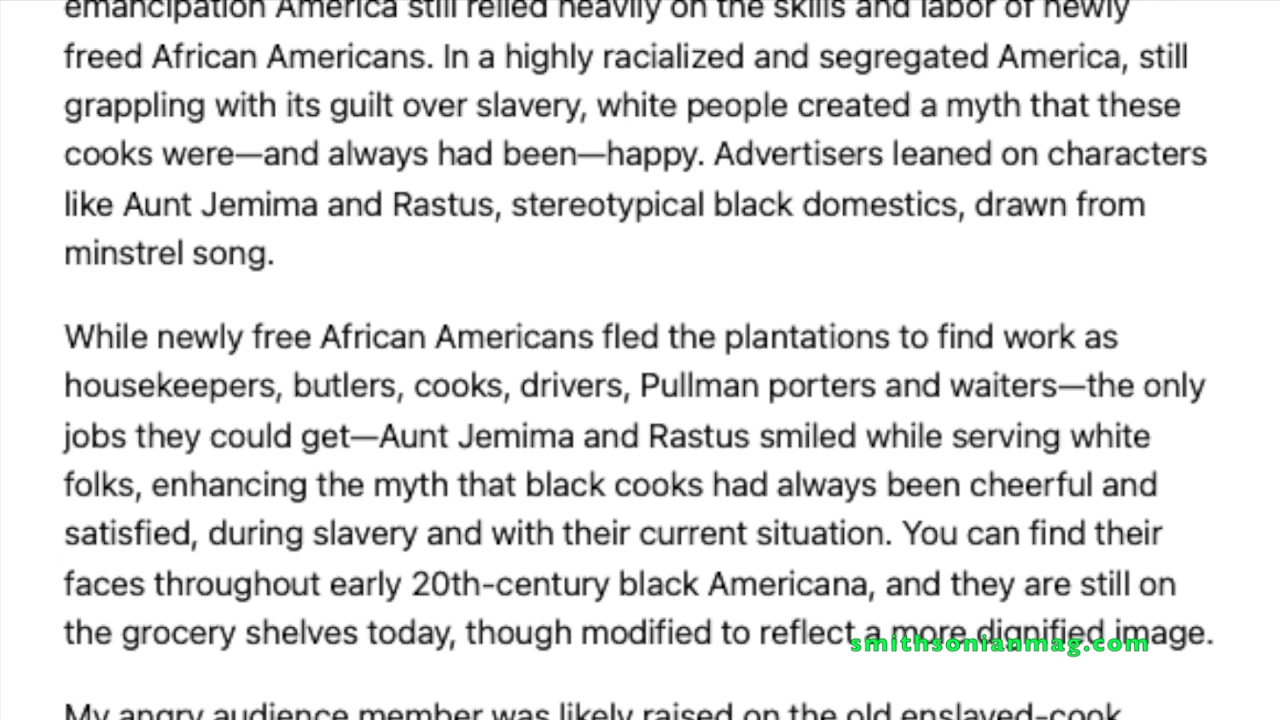 emancipation America still relied heavily on the skills and labor of newly
freed African Americans. In a highly racialized and segregated America, still
grappling with its guilt over slavery, white people created a myth that these
cooks were—and always had been—happy. Advertisers leaned on characters
like Aunt Jemima and Rastus, stereotypical black domestics, drawn from
minstrel song.
While newly free African Americans fled the plantations to find work as
housekeepers, butlers, cooks, drivers, Pullman porters and waiters—the only
jobs they could get—Aunt Jemima and Rastus smiled while serving white
folks, enhancing the myth that black cooks had always been cheerful and
satisfied, during slavery and with their current situation. You can find their
faces throughout early 20th-century black Americana, and they are still on
the grocery shelves today, though modified to reflect a more dignified image.
smithsonianmag.com
My angry audience member was likely raised on the old enslaved-cook